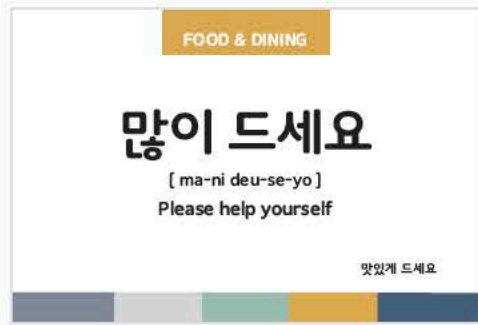 FOOD & DINING
많이 드세요
[ ma-ni deu-se-yo ]
Please help yourself
맛있게 드세요